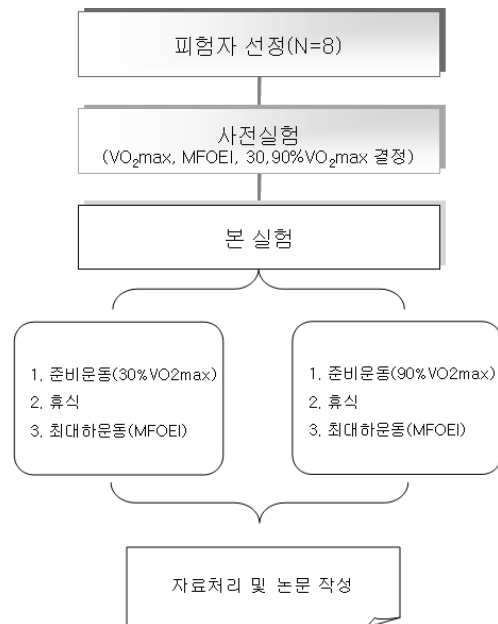 피험자 선정(N=8)
사전실험
(VO₂max, MFOEI, 30,90%VO₂max 결정)
본 실험
1. 준비운동(30%VO2max)
2. 휴식
3. 최대하운동(MFOEI)
1. 준비운동(90%VO2max)
2. 휴식
3. 최대하운동(MFOEI)
자료처리 및 논문 작성